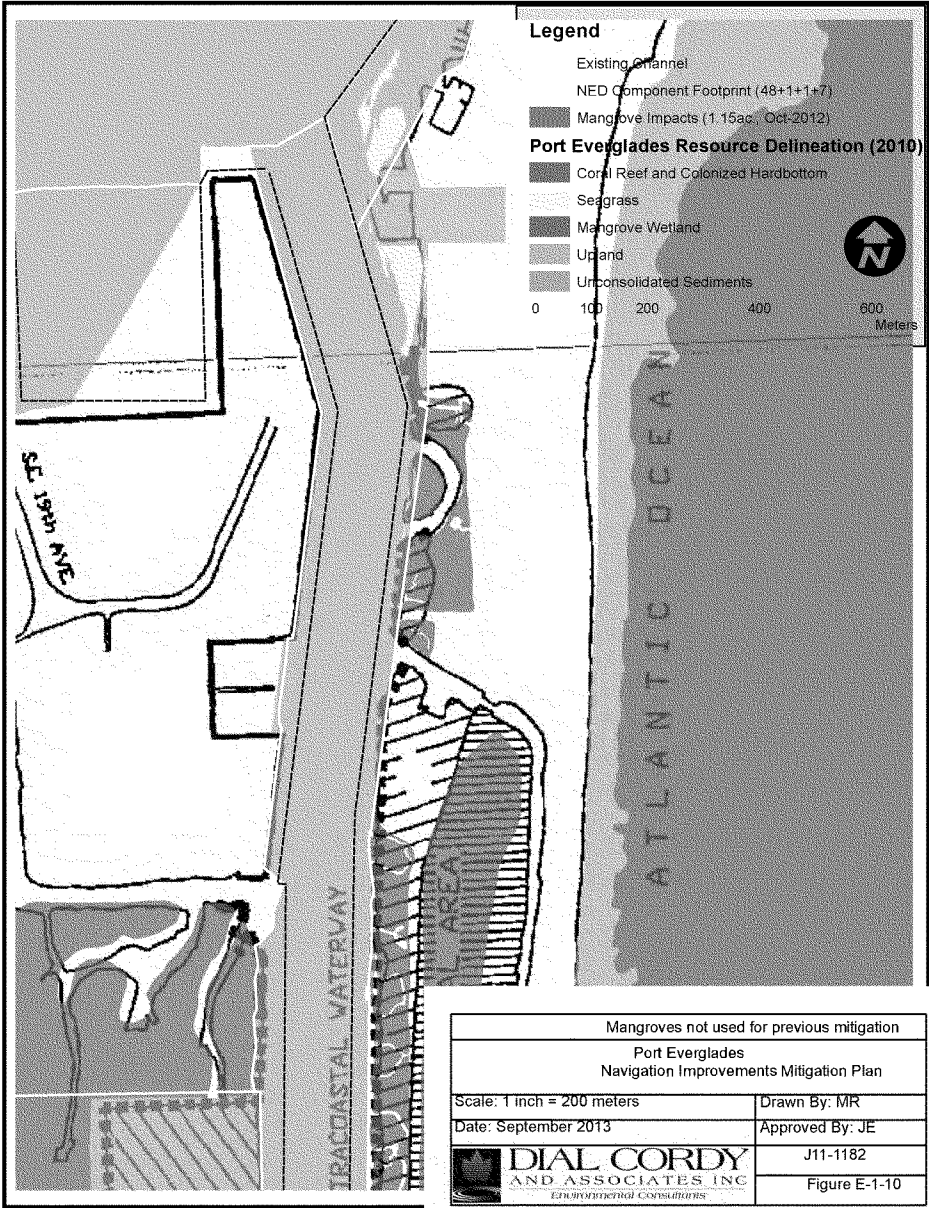 Legend
Existing Channel
NED Component Footprint (48+1+1+7)
Mangrove Impacts (1.15ac., Oct-2012)
Port Everglades Resource Delineation (2010)
Coral Reef and Colonized Hardbottom
Seagrass
Mangrove Wetland
Upland
Unconsolidated Sediments
N
0 100 200 400 600
Meters
S.E. 19th AVE.
ATLANTIC OCEAN
AREA
TRACOASTAL WATERWAY
Mangroves not used for previous mitigation
Port Everglades
Navigation Improvements Mitigation Plan
Scale: 1 inch = 200 meters
Drawn By: MR
Date: September 2013
Approved By: JE
DIAL CORDY
AND ASSOCIATES INC
Environmental Consultants
J11-1182
Figure E-1-10